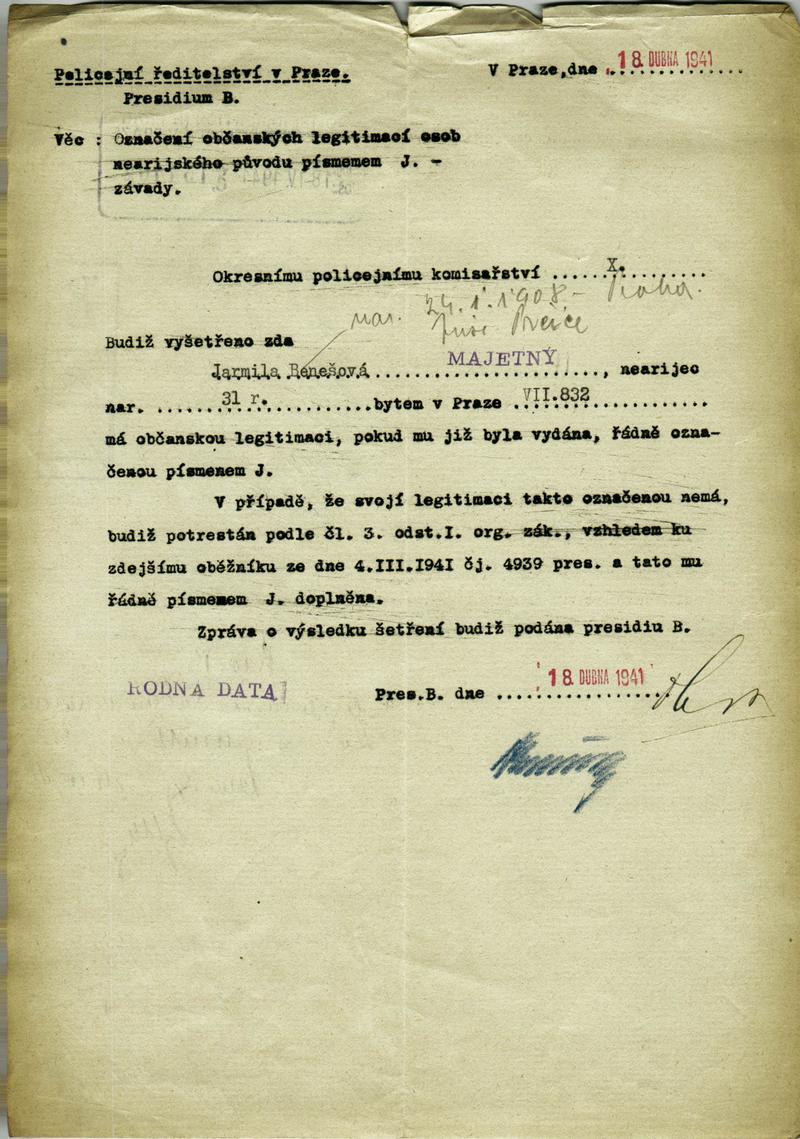 Policejní ředitelství v Praze.
V Praze,dne 18. DUBNA 1941
Presidium B.
Věc : Označení občanských legitimací osob
nearijského původu písmemem J. -
závady.
Okresnímu policejnímu komisařství ....X.........
nar. 24.1.1908 - Praha.
Budiž vyšetřeno zda
MAJETNÝ
Jarmila Benešová......................, nearijec
nar. ....31 r. ............bytem v Praze .VII.832............
má občanskou legitimaci, pokud mu již byla vydána, řádně ozna-
čenou písmenem J.
V případě, že svojí legitimaci takto označenou nemá,
budiž potrestán podle čl. 3. odst.I. org. zák., vzhledem ku
zdejšímu oběžníku ze dne 4.III.1941 čj. 4939 pres. a tato mu
řádně písmenem J. doplněna.
Zpráva o výsledku šetření budiž podána presidiu B.
RODNÁ DATA
Pres.B. dne 18. DUBNA 1941